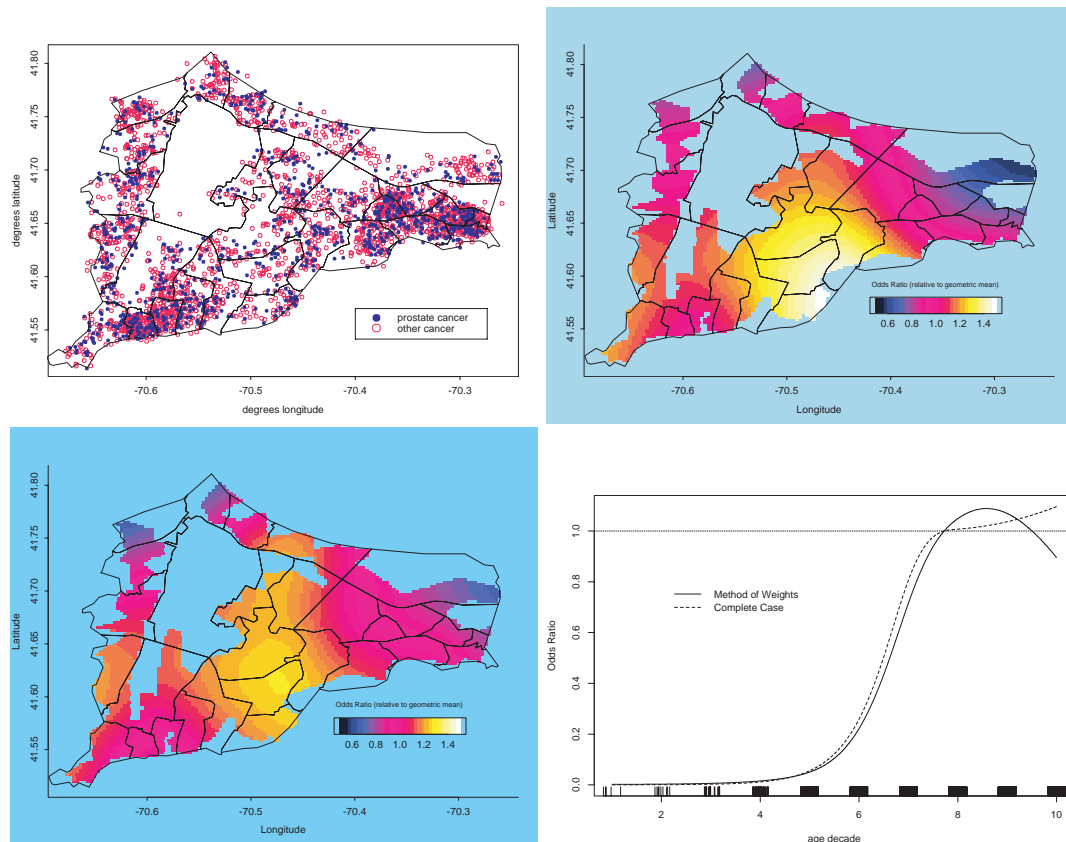 41.80
41.75
41.70
41.65
41.60
41.55
degrees latitude
prostate cancer
other cancer
-70.6 -70.5 -70.4 -70.3
degrees longitude
41.80
41.75
41.70
41.65
41.60
41.55
Latitude
Odds Ratio (relative to geometric mean)
0.6 0.8 1.0 1.2 1.4
-70.6 -70.5 -70.4 -70.3
Longitude
41.80
41.75
41.70
41.65
41.60
41.55
Latitude
Odds Ratio (relative to geometric mean)
0.6 0.8 1.0 1.2 1.4
-70.6 -70.5 -70.4 -70.3
Longitude
1.0
0.8
0.6
0.4
0.2
0.0
Odds Ratio
Method of Weights
Complete Case
2 4 6 8 10
age decade